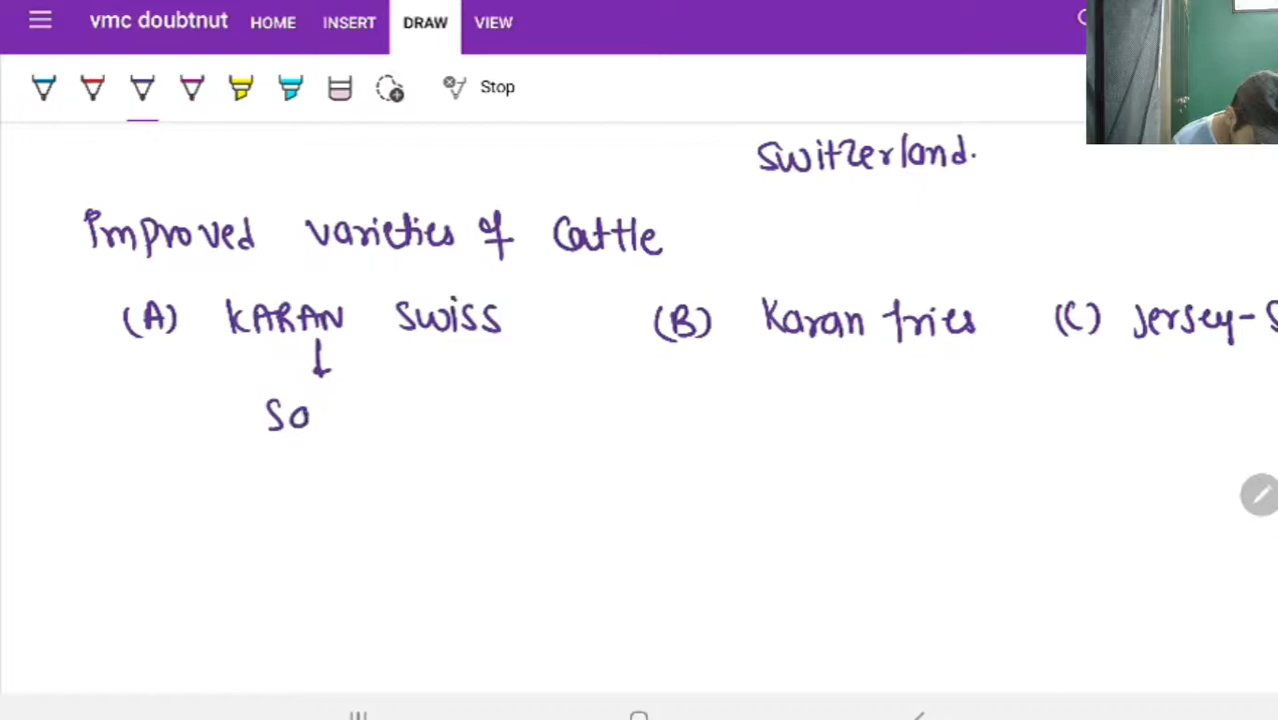 vmc doubtnut HOME INSERT DRAW VIEW
Stop
Switzerland.
Improved varieties of Cattle
(A) KARAN SWISS (B) Karan fries (C) Jersey-S
So